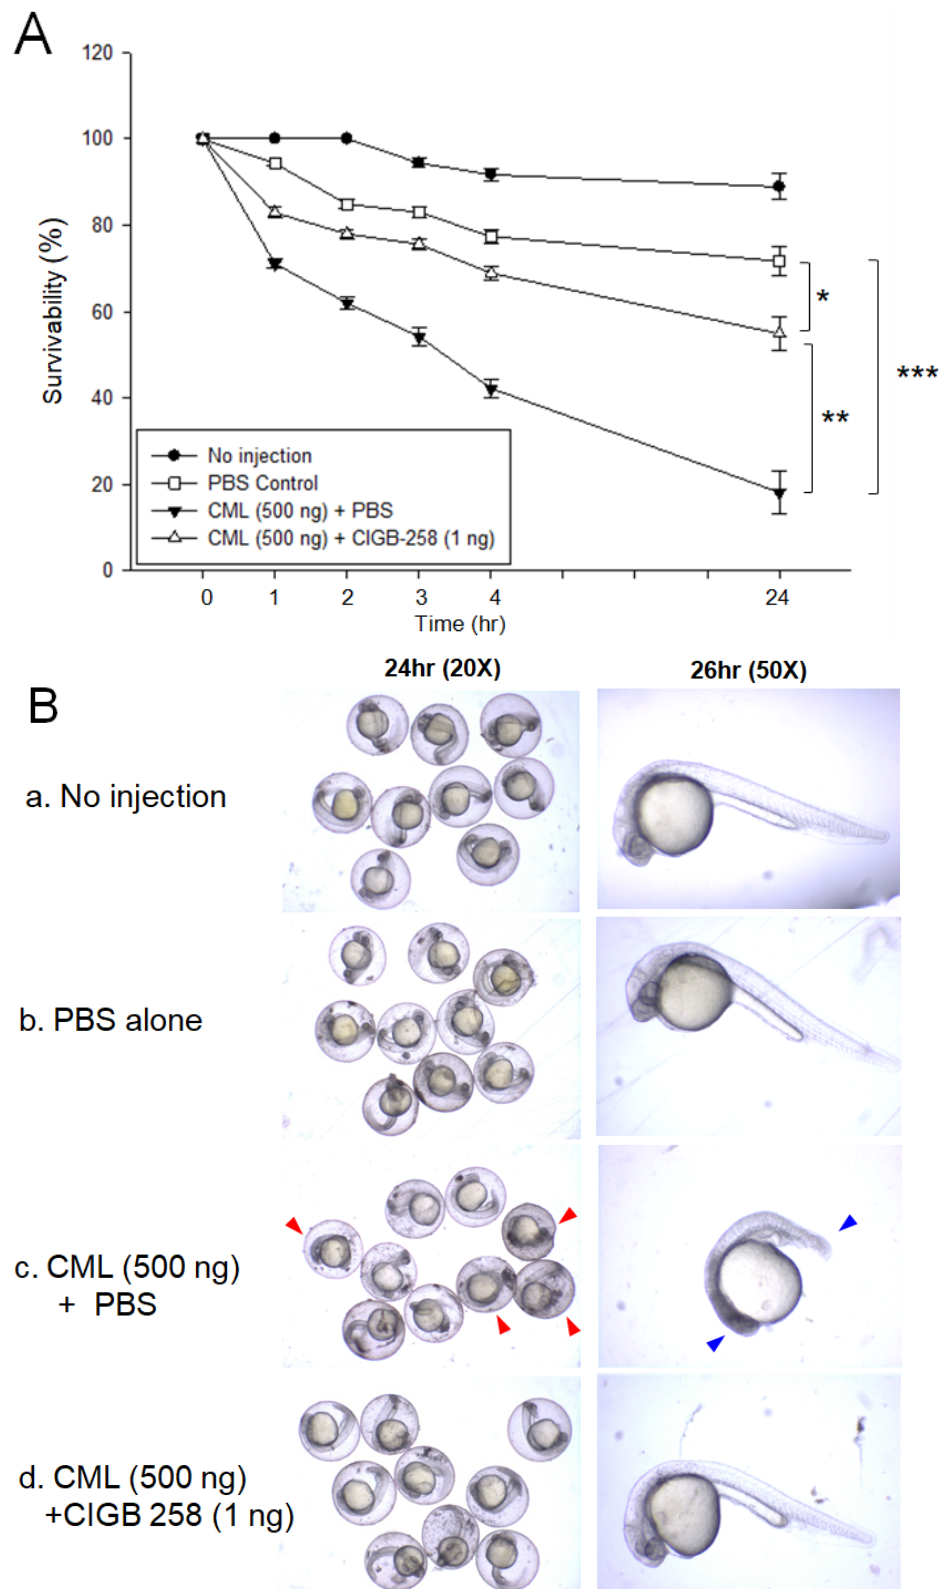 A
120
100
80
60
40
20
0
Survivability (%)
No injection
PBS Control
CML (500 ng) + PBS
CML (500 ng) + CIGB-258 (1 ng)
*
**
***
0 1 2 3 4 24
Time (hr)
24hr (20X) 26hr (50X)
B
a. No injection
b. PBS alone
c. CML (500 ng)
+ PBS
d. CML (500 ng)
+CIGB 258 (1 ng)